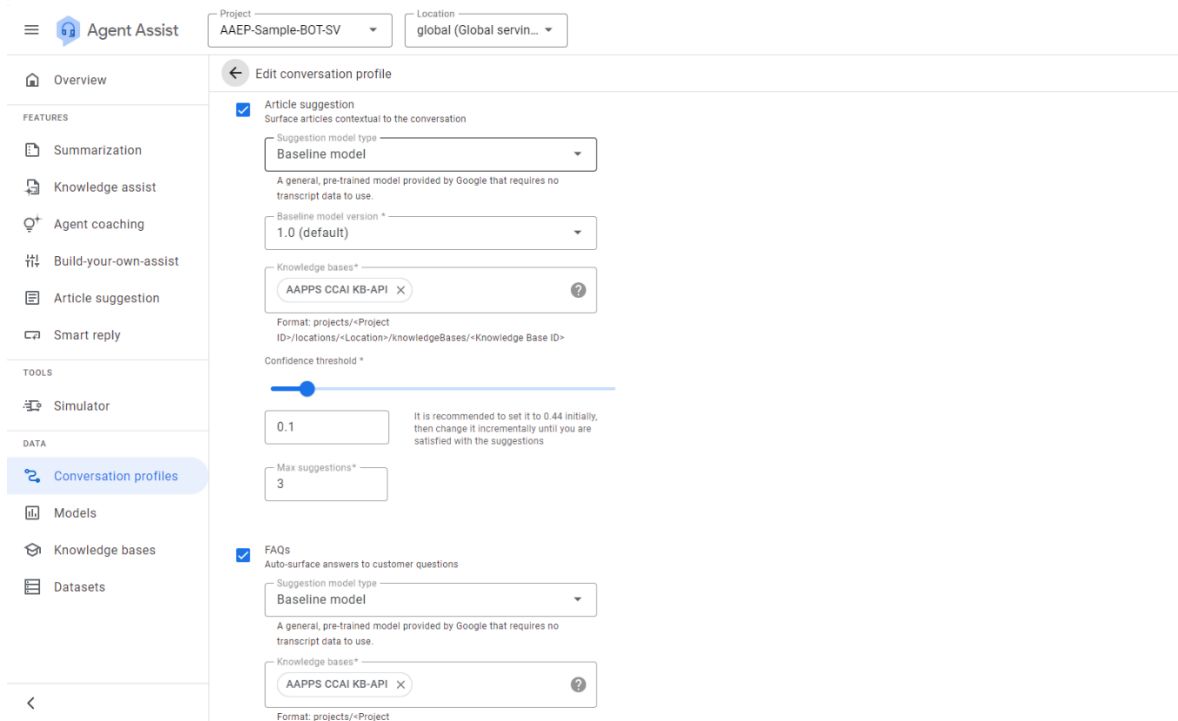 Agent Assist
Project
AAEP-Sample-BOT-SV
Location
global (Global servin...
Overview
FEATURES
Summarization
Knowledge assist
Agent coaching
Build-your-own-assist
Article suggestion
Smart reply
TOOLS
Simulator
DATA
Conversation profiles
Models
Knowledge bases
Datasets
Edit conversation profile
Article suggestion
Surface articles contextual to the conversation
Suggestion model type
Baseline model
A general, pre-trained model provided by Google that requires no
transcript data to use.
Baseline model version *
1.0 (default)
Knowledge bases*
AAPPS CCAI KB-API
Format: projects/<Project
ID>/locations/<Location>/knowledgeBases/<Knowledge Base ID>
Confidence threshold *
0.1
It is recommended to set it to 0.44 initially,
then change it incrementally until you are
satisfied with the suggestions
Max suggestions*
3
FAQs
Auto-surface answers to customer questions
Suggestion model type
Baseline model
A general, pre-trained model provided by Google that requires no
transcript data to use.
Knowledge bases*
AAPPS CCAI KB-API
Format: projects/<Project